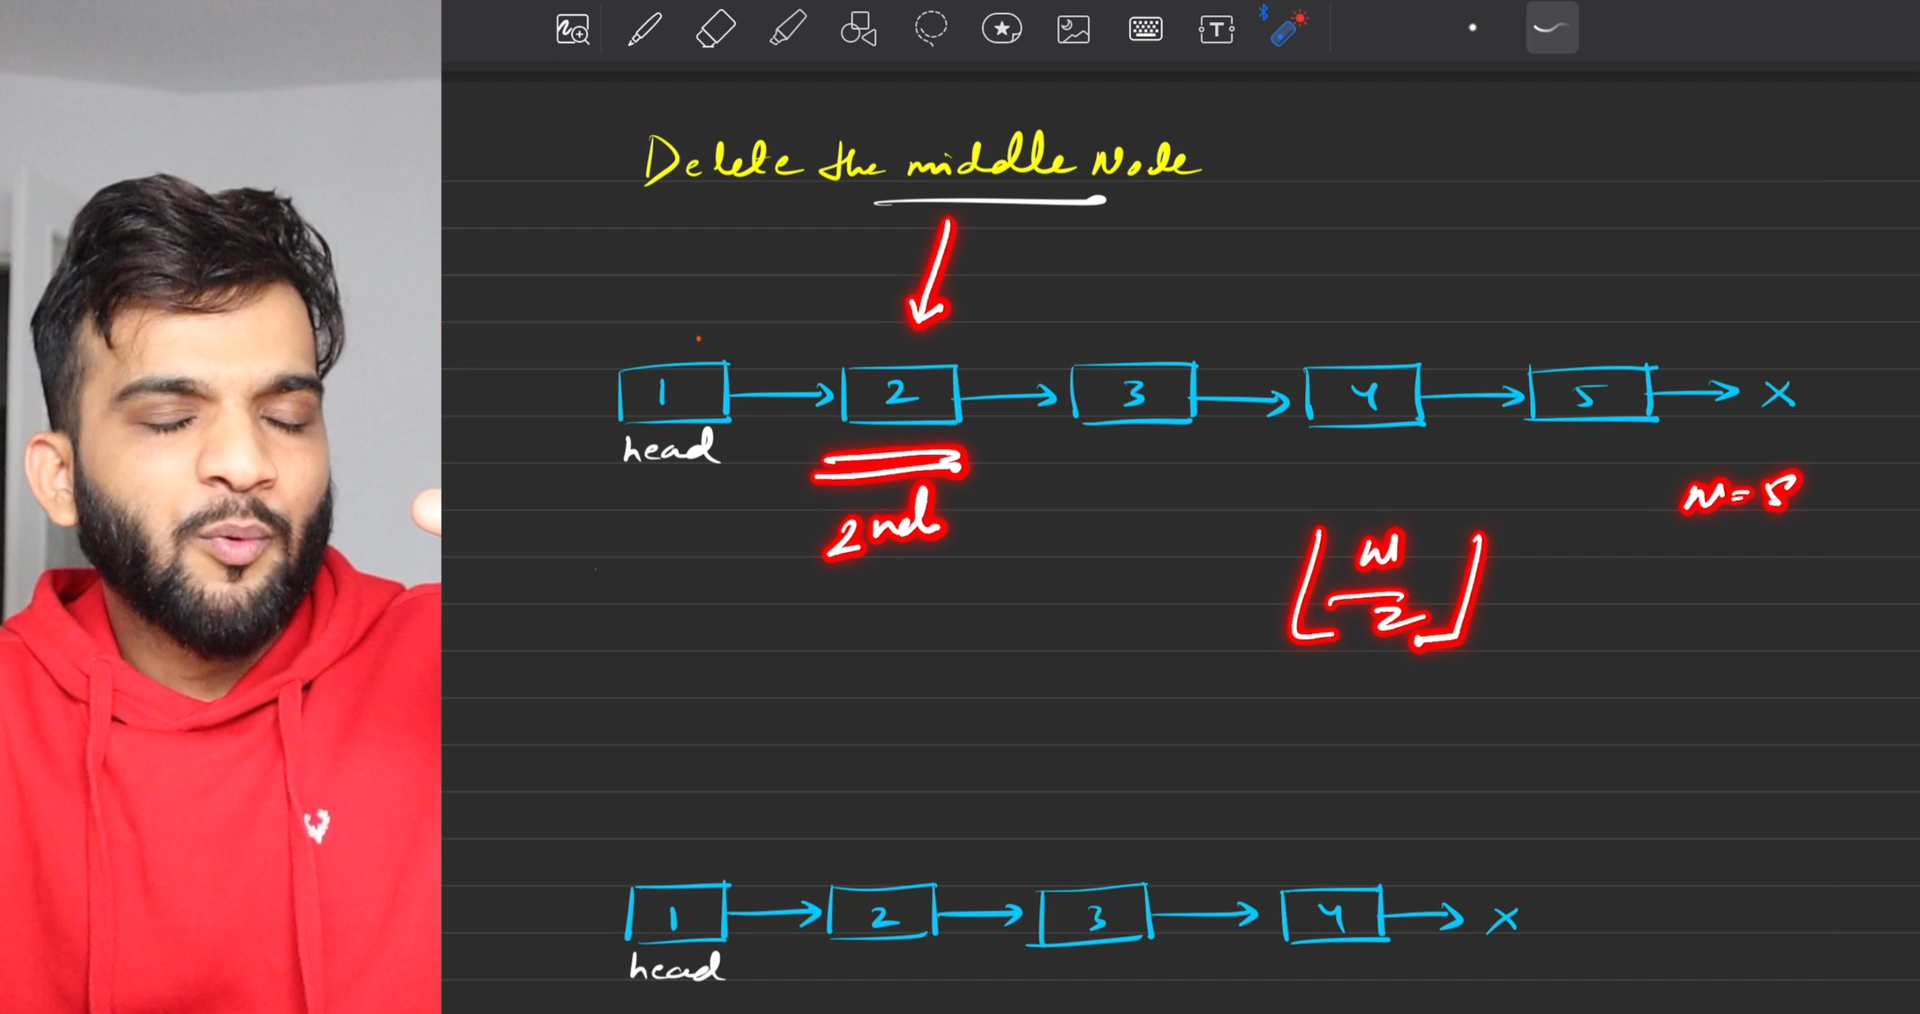 Delete the middle Node
1 → 2 → 3 → 4 → 5 → x
head
2nd
N=5
⌊N/2⌋
1 → 2 → 3 → 4 → x
head